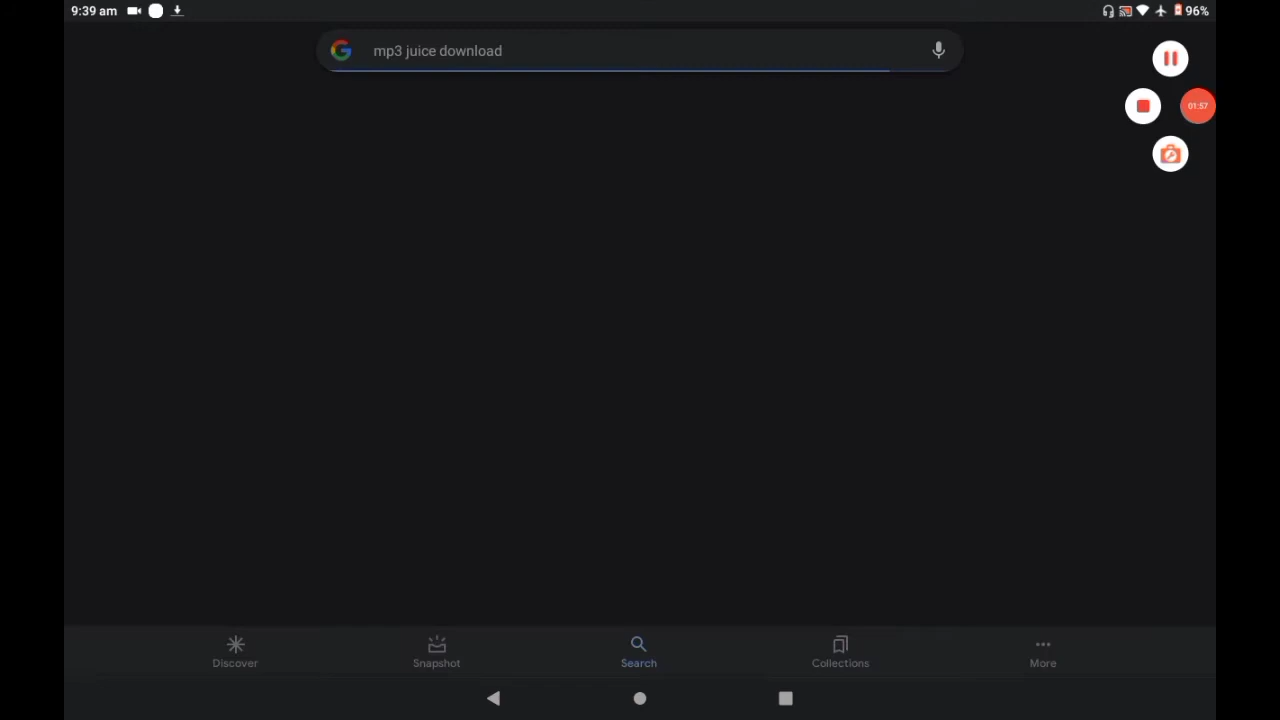 9:39 am
96%
mp3 juice download
01:57
Discover
Snapshot
Search
Collections
More